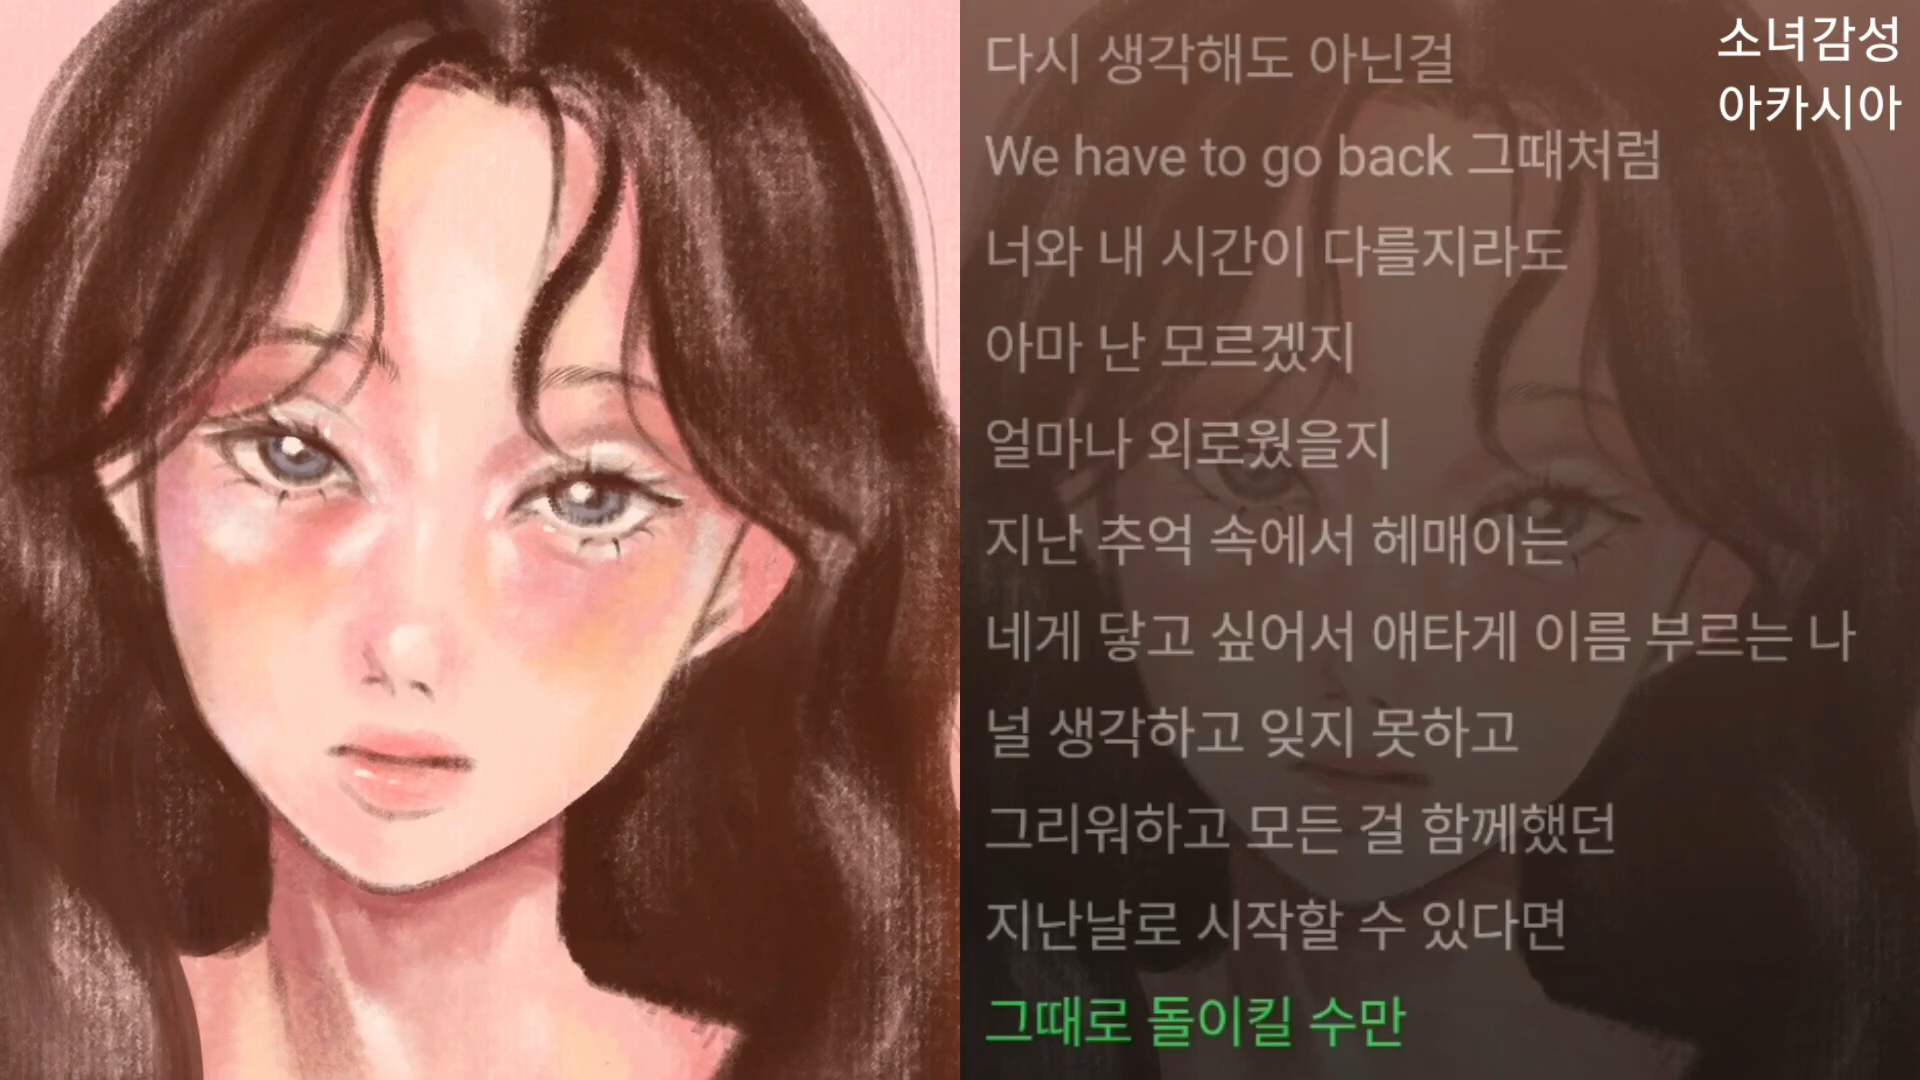 소녀감성
아카시아
다시 생각해도 아닌걸
We have to go back 그때처럼
너와 내 시간이 다를지라도
아마 난 모르겠지
얼마나 외로웠을지
지난 추억 속에서 헤매이는
네게 닿고 싶어서 애타게 이름 부르는 나
널 생각하고 잊지 못하고
그리워하고 모든 걸 함께했던
지난날로 시작할 수 있다면
그때로 돌이킬 수만